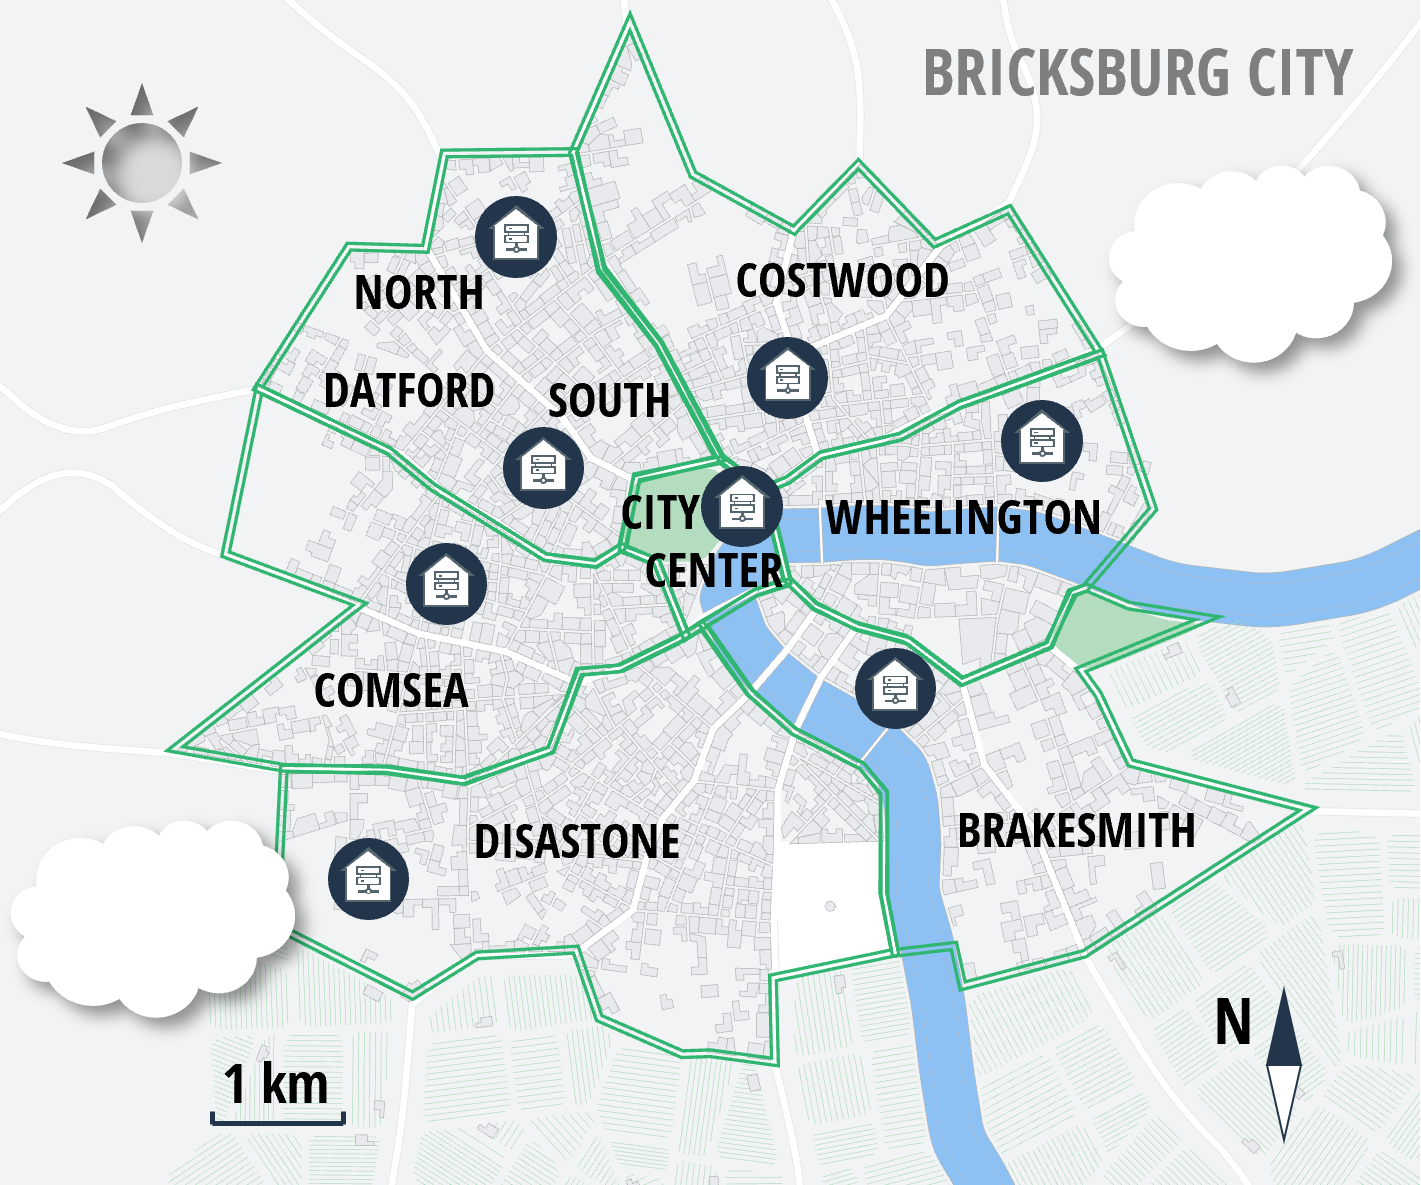 BRICKSBURG CITY
COSTWOOD
NORTH
DATFORD
SOUTH
CITY
CENTER
WHEELINGTON
COMSEA
DISASTONE
BRAKESMITH
N
1 km